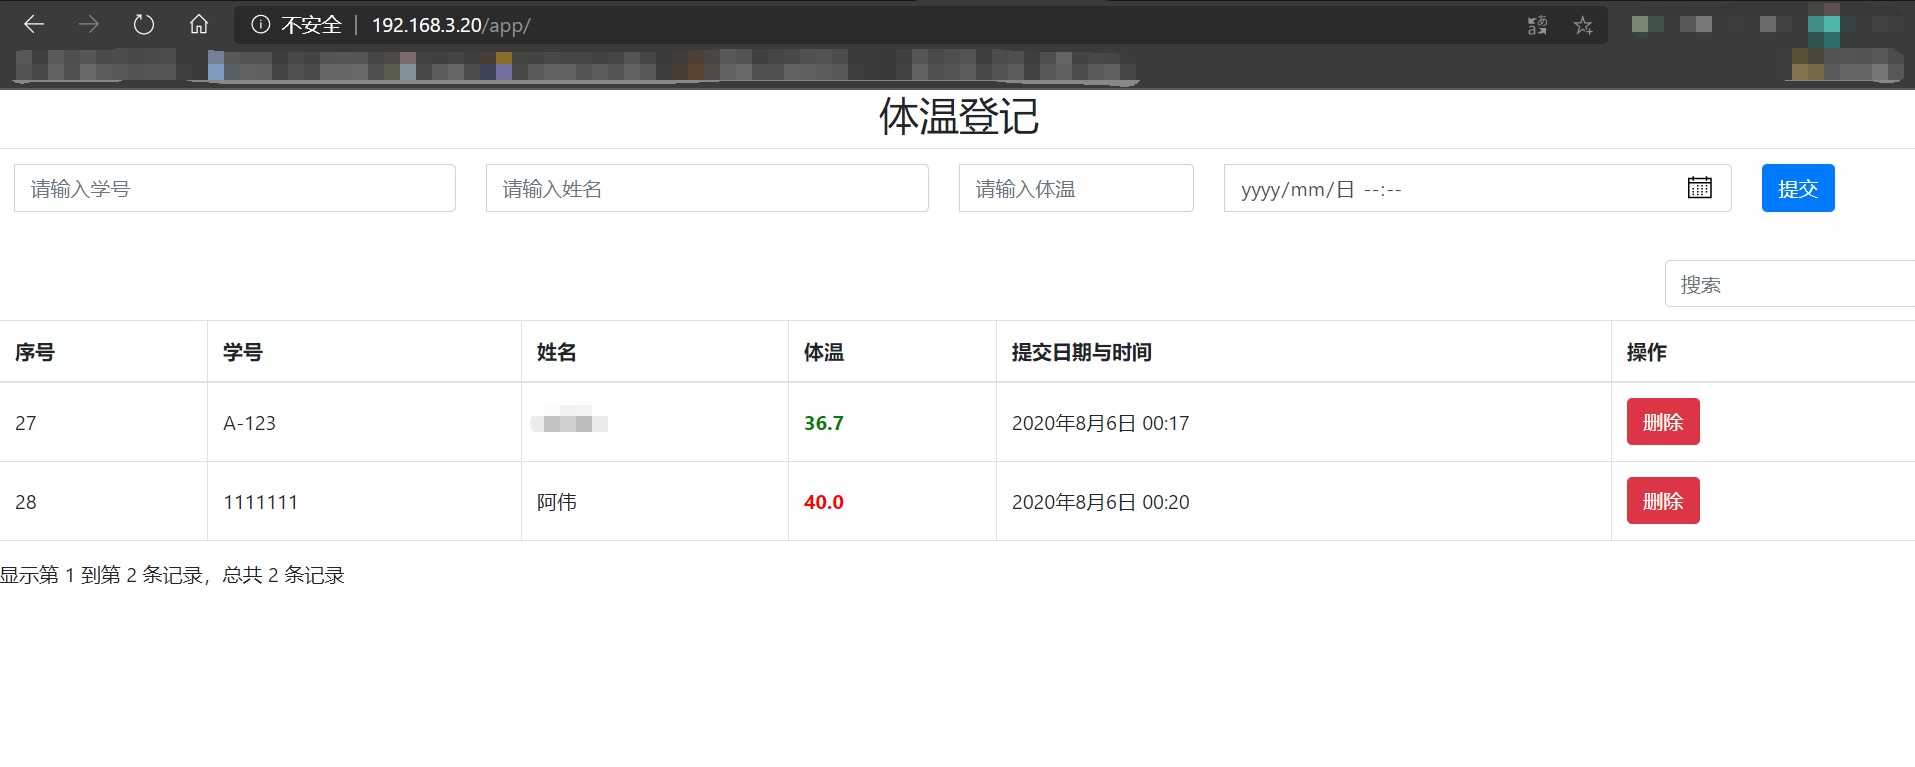 不安全 | 192.168.3.20/app/
体温登记
请输入学号 请输入姓名 请输入体温 yyyy/mm/日 --:-- 提交
搜索
序号 学号 姓名 体温 提交日期与时间 操作
27 A-123 36.7 2020年8月6日 00:17 删除
28 1111111 阿伟 40.0 2020年8月6日 00:20 删除
显示第 1 到第 2 条记录，总共 2 条记录